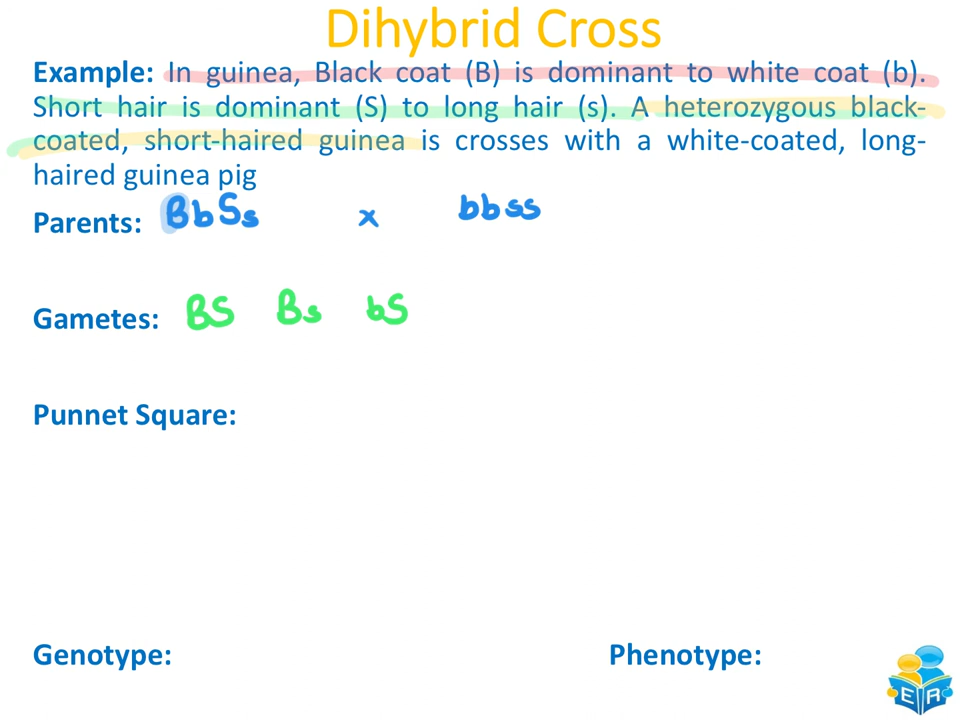 Dihybrid Cross
Example: In guinea, Black coat (B) is dominant to white coat (b).
Short hair is dominant (S) to long hair (s). A heterozygous black-
coated, short-haired guinea is crosses with a white-coated, long-
haired guinea pig
Parents: BbSs x bbss
Gametes: BS Bs bS
Punnet Square:
Genotype: Phenotype:
E R